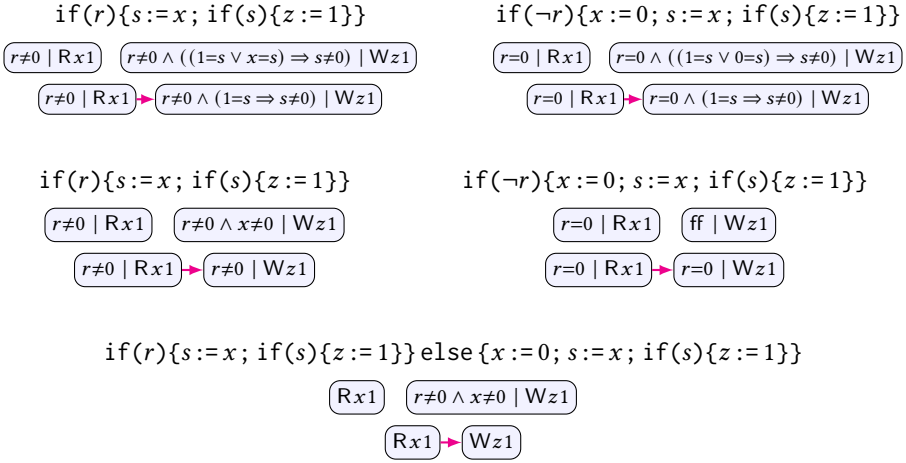 if(r){s:=x; if(s){z:=1}}
if(¬r){x:=0; s:=x; if(s){z:=1}}
r≠0 | Rx1
r≠0 ∧ ((1=s ∨ x=s) ⇒ s≠0) | Wz1
r=0 | Rx1
r=0 ∧ ((1=s ∨ 0=s) ⇒ s≠0) | Wz1
r≠0 | Rx1
r≠0 ∧ (1=s ⇒ s≠0) | Wz1
r=0 | Rx1
r=0 ∧ (1=s ⇒ s≠0) | Wz1
if(r){s:=x; if(s){z:=1}}
if(¬r){x:=0; s:=x; if(s){z:=1}}
r≠0 | Rx1
r≠0 ∧ x≠0 | Wz1
r=0 | Rx1
ff | Wz1
r≠0 | Rx1
r≠0 | Wz1
r=0 | Rx1
r=0 | Wz1
if(r){s:=x; if(s){z:=1}}else{x:=0; s:=x; if(s){z:=1}}
Rx1
r≠0 ∧ x≠0 | Wz1
Rx1
Wz1